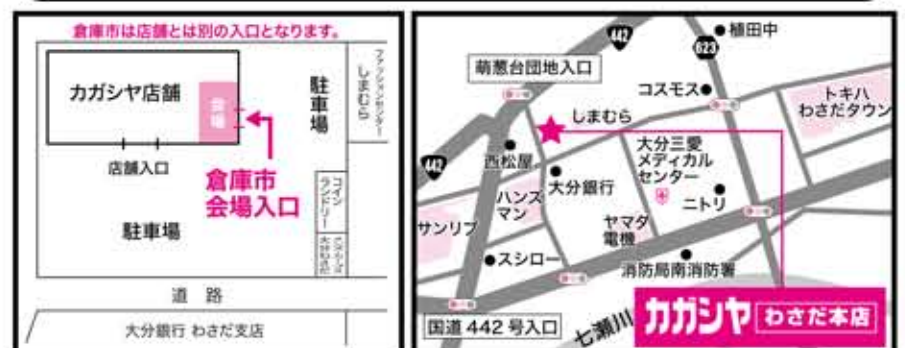 倉庫市は店舗とは別の入口となります。
カガシヤ店舗
会場
駐車場
ファッションセンター
しまむら
店舗入口
倉庫市
会場入口
コイン
ランドリー
駐車場
大分わさだ
道 路
大分銀行 わさだ支店
442
植田中
623
萌葱台団地入口
コスモス
トキハ
わさだタウン
しまむら
442
西松屋
大分三愛
メディカル
センター
大分銀行
ハンズ
マン
ニトリ
サンリブ
ヤマダ
電機
スシロー
消防局南消防署
国道442号入口
七瀬川
カガシヤ わさだ本店